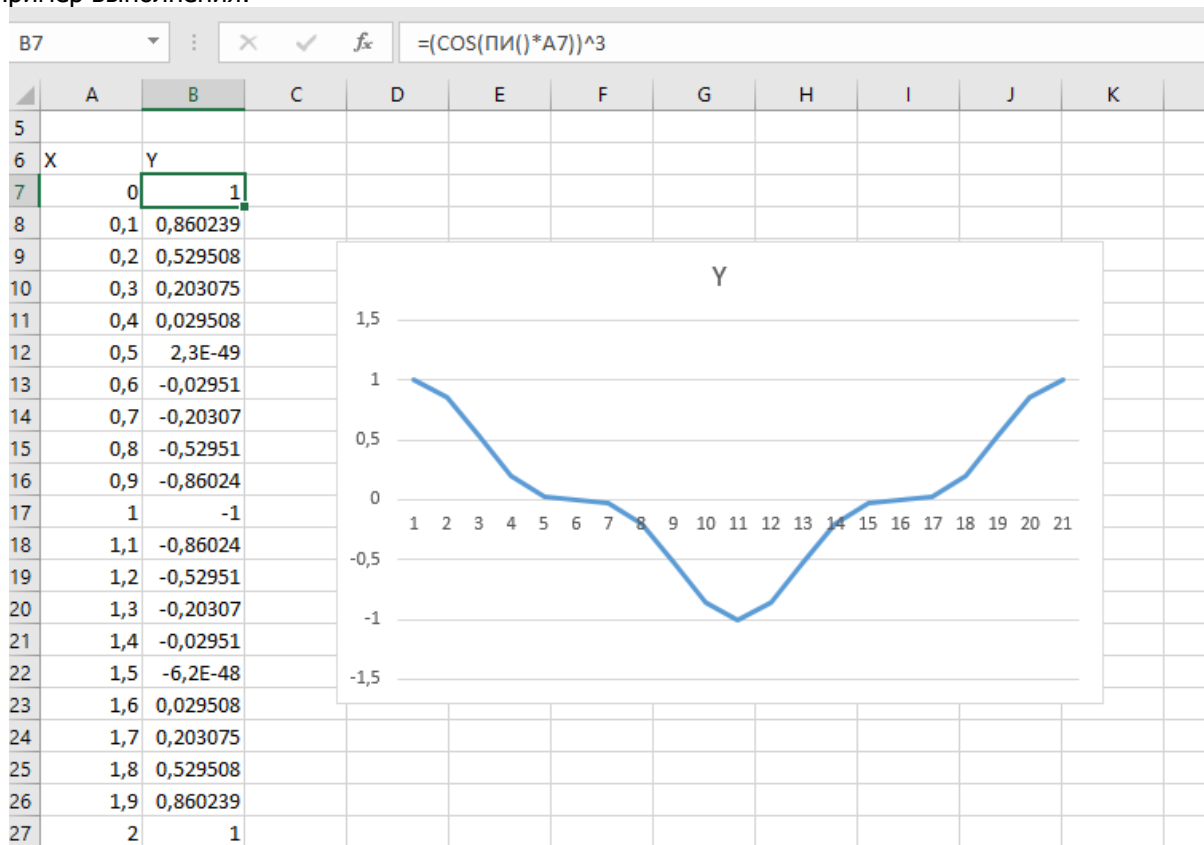 B7 fx =(COS(ПИ()*A7))^3
A B C D E F G H I J K
5
6 X Y
7 0 1
8 0,1 0,860239
9 0,2 0,529508
10 0,3 0,203075
11 0,4 0,029508
12 0,5 2,3E-49
13 0,6 -0,02951
14 0,7 -0,20307
15 0,8 -0,52951
16 0,9 -0,86024
17 1 -1
18 1,1 -0,86024
19 1,2 -0,52951
20 1,3 -0,20307
21 1,4 -0,02951
22 1,5 -6,2E-48
23 1,6 0,029508
24 1,7 0,203075
25 1,8 0,529508
26 1,9 0,860239
27 2 1
Y
1,5
1
0,5
0
1 2 3 4 5 6 7 8 9 10 11 12 13 14 15 16 17 18 19 20 21
-0,5
-1
-1,5